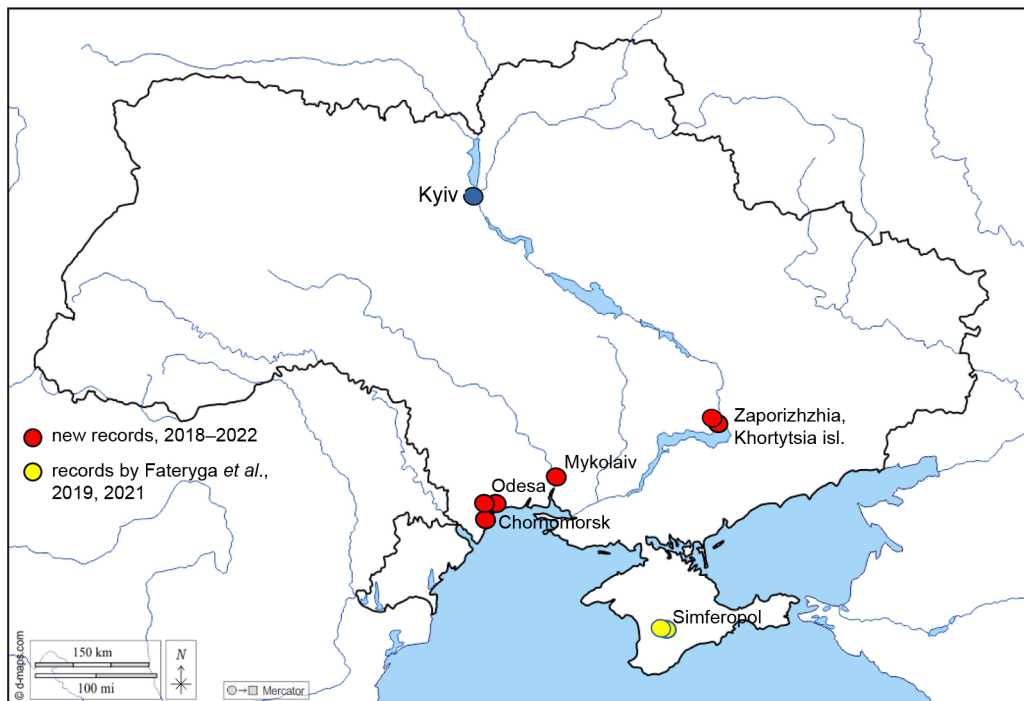 Kyiv
Zaporizhzhia,
Khortytsia isl.
new records, 2018–2022
records by Fateryga et al.,
2019, 2021
Mykolaiv
Odesa
Chornomorsk
Simferopol
© d-maps.com
150 km
100 mi
N
Mercator